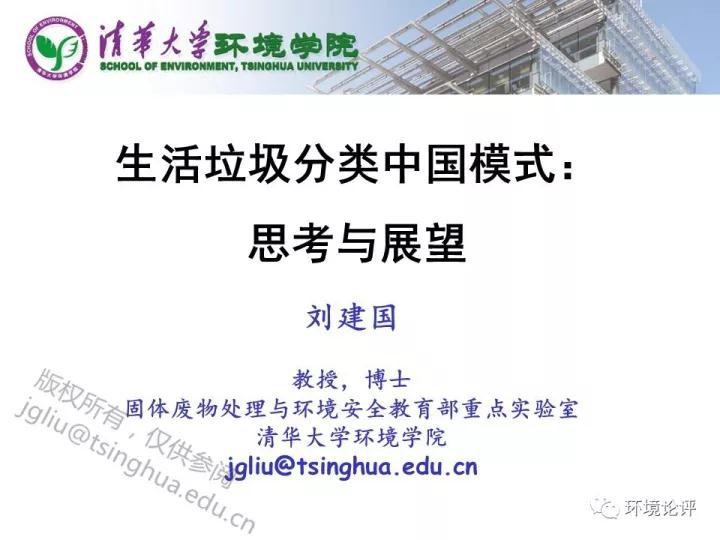 清华大学环境学院
SCHOOL OF ENVIRONMENT, TSINGHUA UNIVERSITY
生活垃圾分类中国模式：
思考与展望
刘建国
教授，博士
固体废物处理与环境安全教育部重点实验室
清华大学环境学院
jgliu@tsinghua.edu.cn
版权所有，仅供参阅
jgliu@tsinghua.edu.cn
环境论评